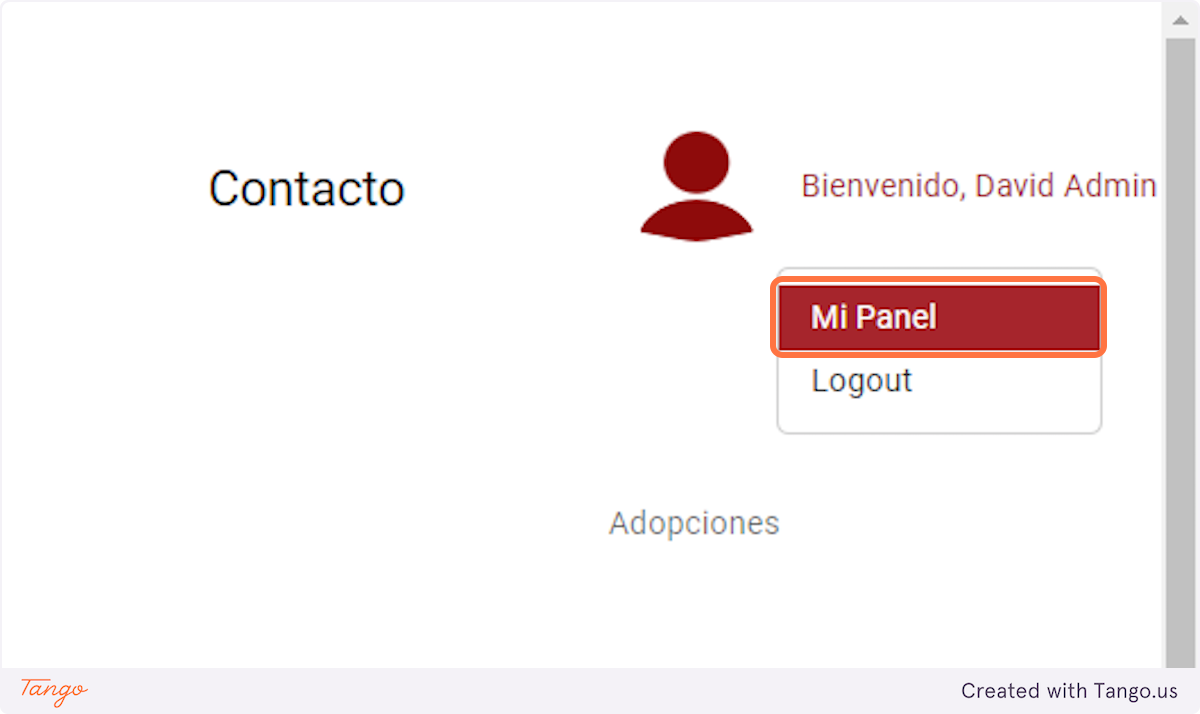 Contacto
Bienvenido, David Admin
Mi Panel
Logout
Adopciones
Tango
Created with Tango.us